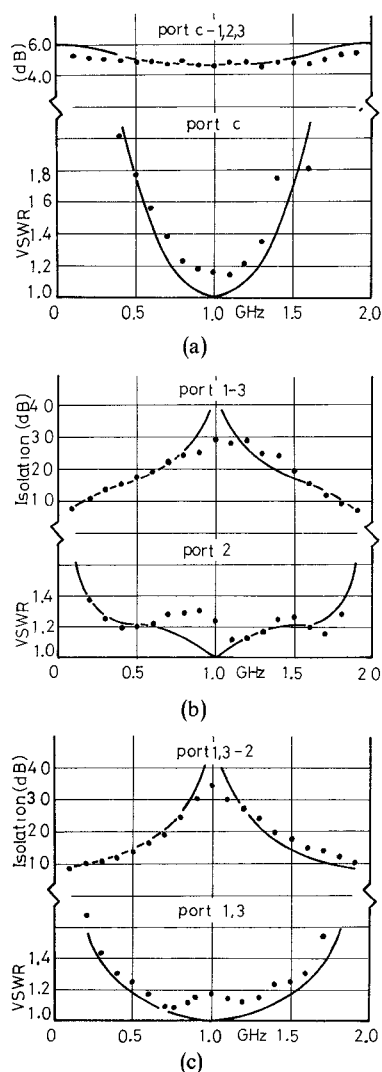 port c-1,2,3
6.0
(dB)
4.0
port c
1.8
1.6
1.4
1.2
1.0
VSWR
0.5 1.0 GHz 1.5 2.0
(a)
port 1-3
40
30
20
10
Isolation(dB)
port 2
1.4
1.2
1.0
VSWR
0 0.5 1.0 GHz 1.5 2.0
(b)
port1,3-2
40
30
20
10
Isolation(dB)
port 1,3
1.4
1.2
1.0
VSWR
0 0.5 1.0 GHz 1.5 2.0
(c)